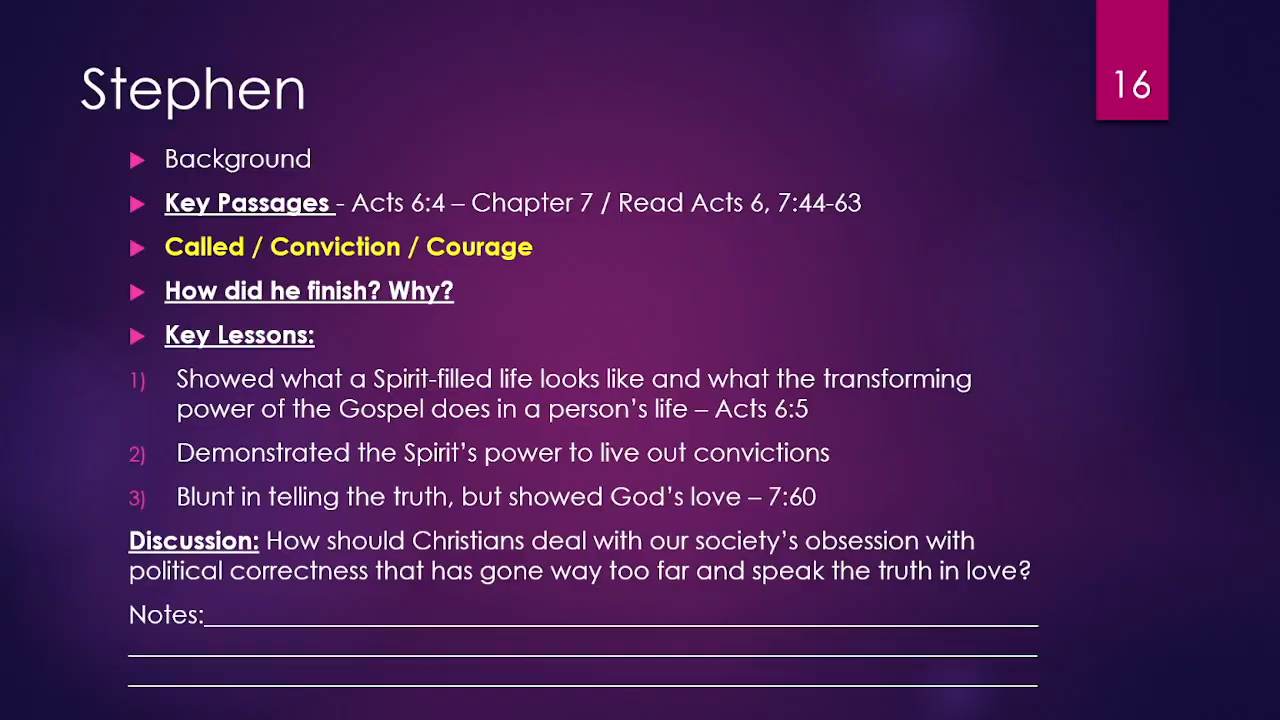 Stephen
16
Background
Key Passages - Acts 6:4 – Chapter 7 / Read Acts 6, 7:44-63
Called / Conviction / Courage
How did he finish? Why?
Key Lessons:
1) Showed what a Spirit-filled life looks like and what the transforming
power of the Gospel does in a person’s life – Acts 6:5
2) Demonstrated the Spirit’s power to live out convictions
3) Blunt in telling the truth, but showed God’s love – 7:60
Discussion: How should Christians deal with our society’s obsession with
political correctness that has gone way too far and speak the truth in love?
Notes: